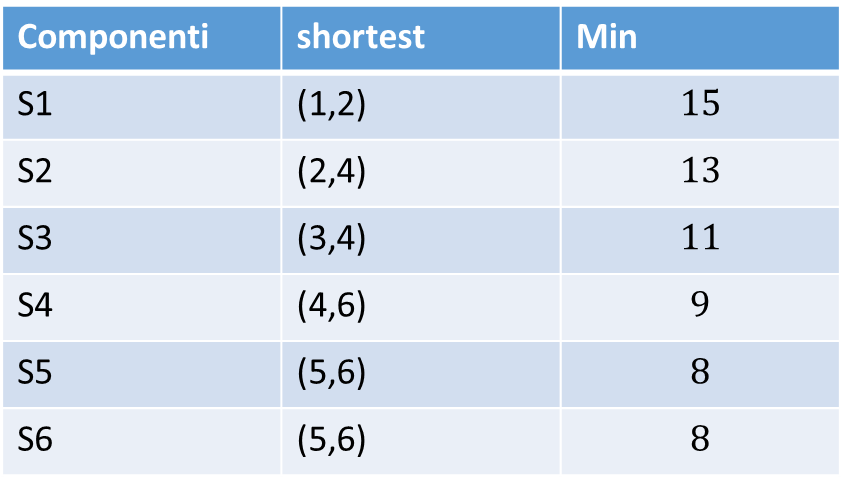 Componenti shortest Min
S1 (1,2) 15
S2 (2,4) 13
S3 (3,4) 11
S4 (4,6) 9
S5 (5,6) 8
S6 (5,6) 8